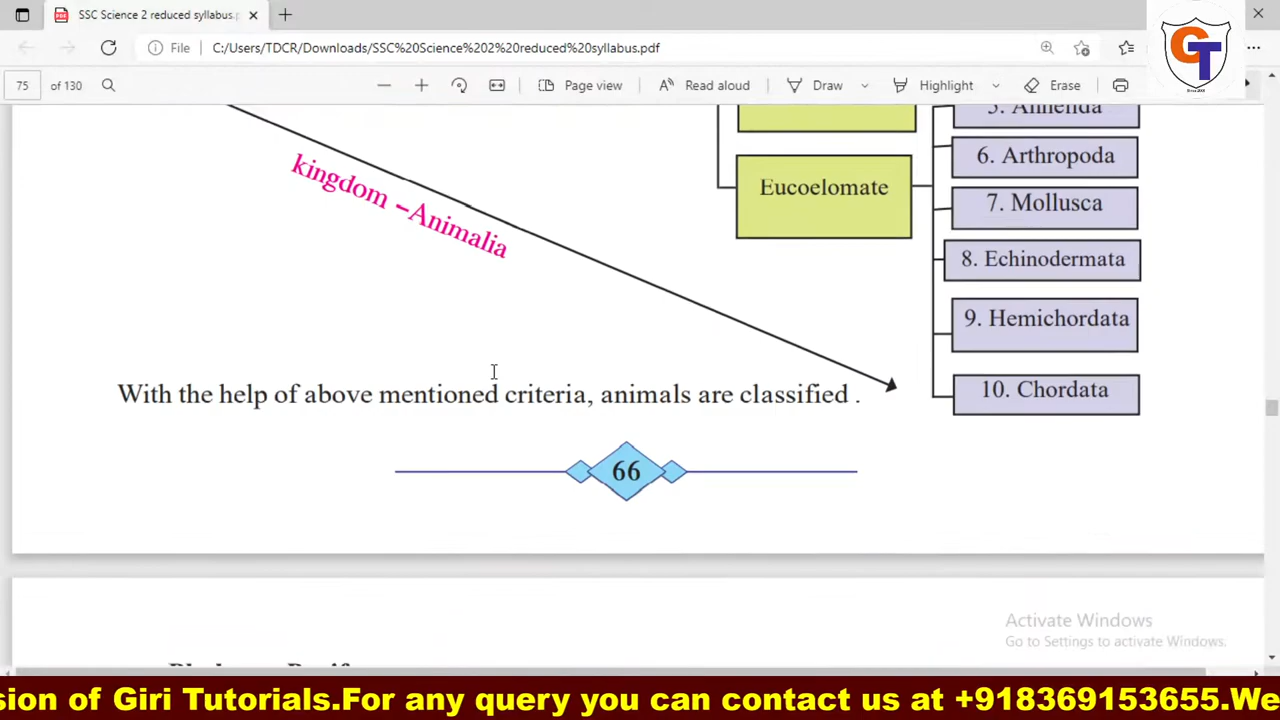 SSC Science 2 reduced syllabus.
File
C:/Users/TDCR/Downloads/SSC%20Science%202%20reduced%20syllabus.pdf
GT
75 of 130
Page view
Read aloud
Draw
Highlight
Erase
kingdom -Animalia
Eucoelomate
6. Arthropoda
7. Mollusca
8. Echinodermata
9. Hemichordata
10. Chordata
With the help of above mentioned criteria, animals are classified .
66
Activate Windows
Go to Settings to activate Windows.
sion of Giri Tutorials.For any query you can contact us at +918369153655.We